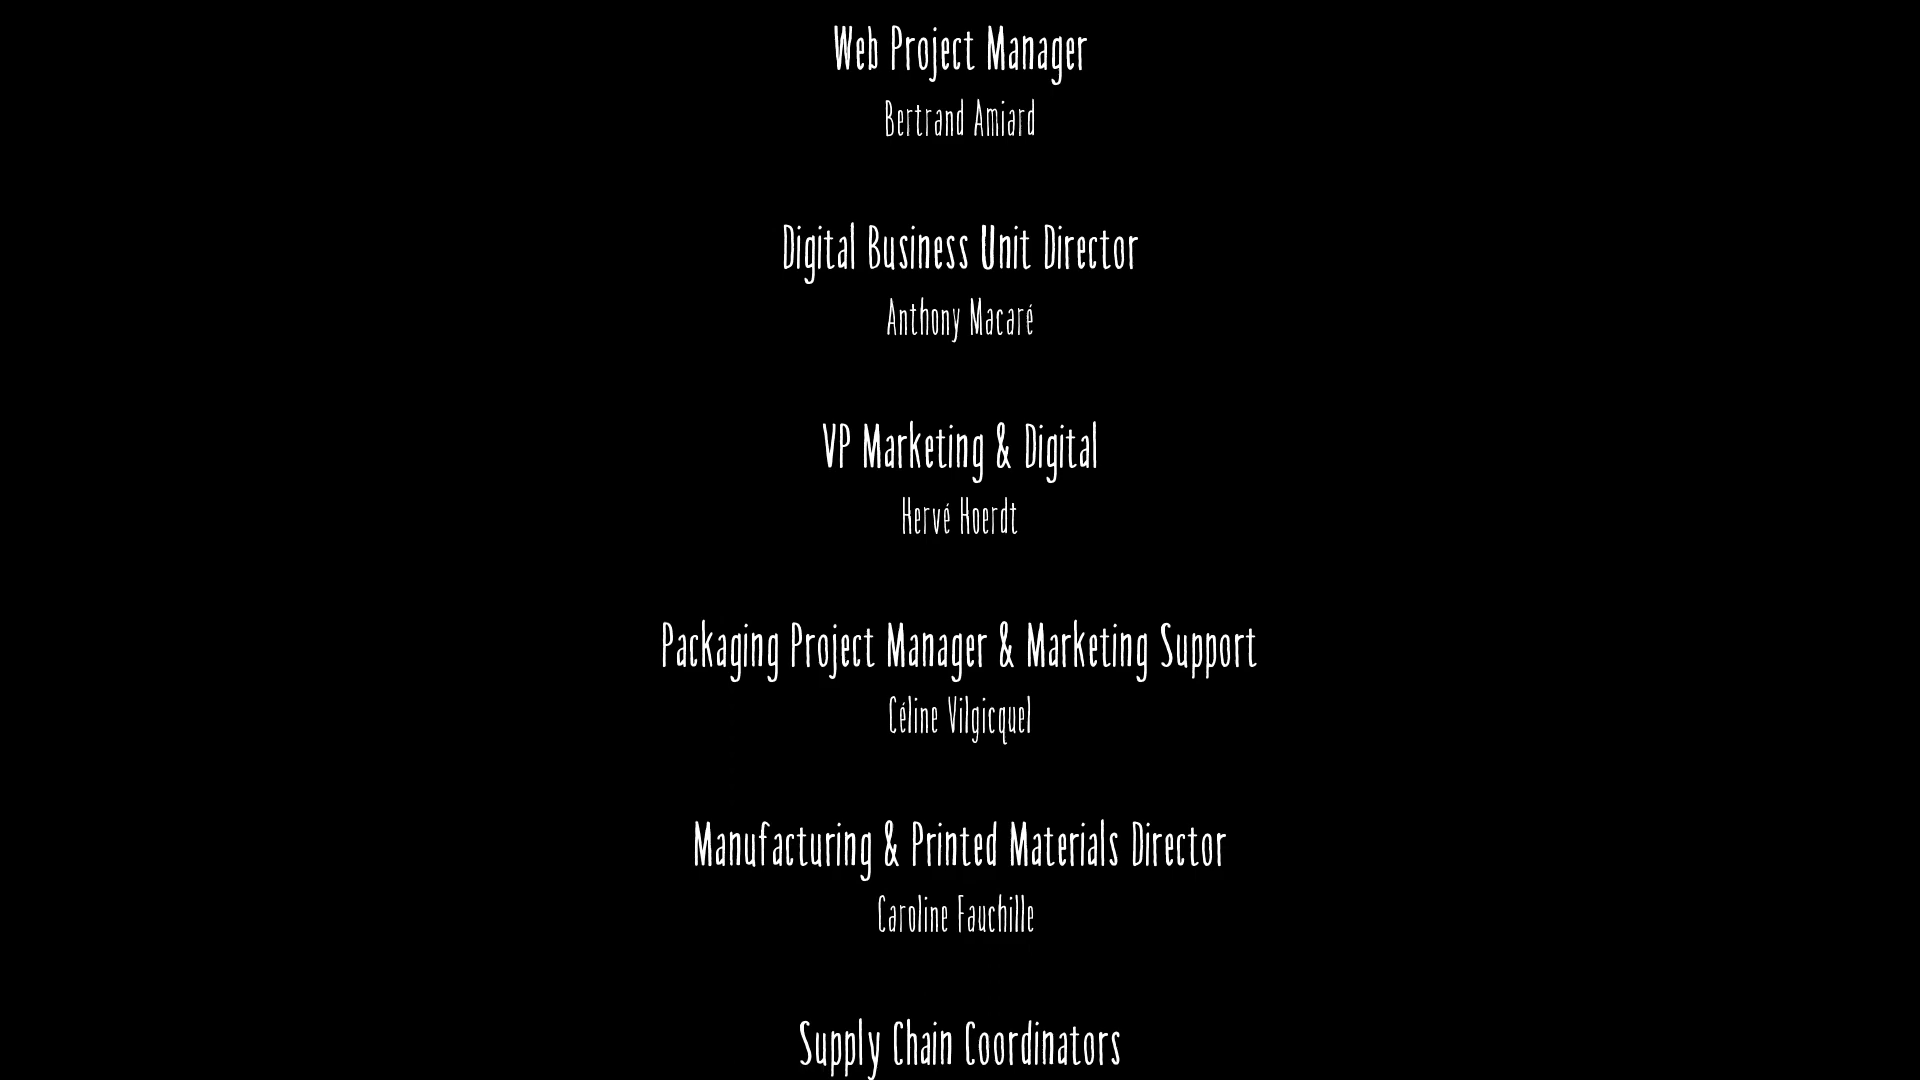 Web Project Manager
Bertrand Amiard
Digital Business Unit Director
Anthony Macaré
VP Marketing & Digital
Hervé Hoerdt
Packaging Project Manager & Marketing Support
Céline Vilgicquel
Manufacturing & Printed Materials Director
Caroline Fauchille
Supply Chain Coordinators